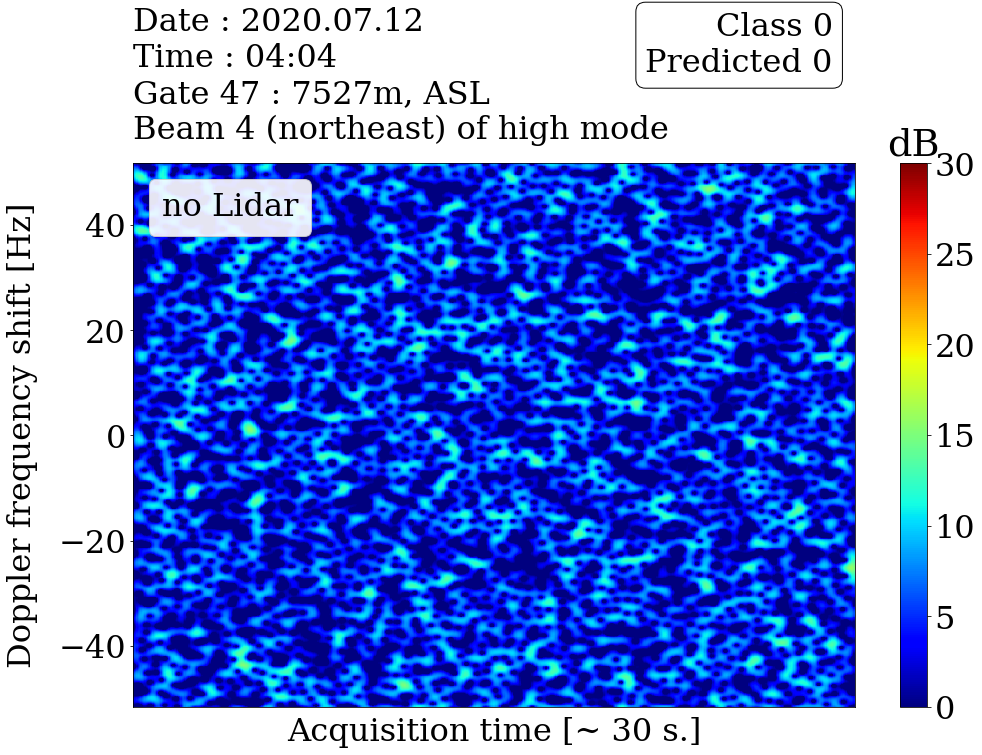 Date : 2020.07.12
Time : 04:04
Gate 47 : 7527m, ASL
Beam 4 (northeast) of high mode
Class 0
Predicted 0
dB
no Lidar
Doppler frequency shift [Hz]
40
20
0
−20
−40
30
25
20
15
10
5
0
Acquisition time [~ 30 s.]